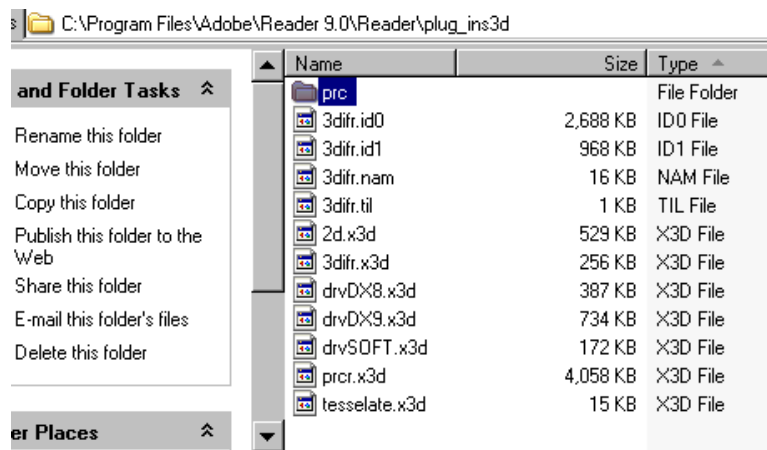 s C:\Program Files\Adobe\Reader 9.0\Reader\plug_ins3d
and Folder Tasks
Rename this folder
Move this folder
Copy this folder
Publish this folder to the
Web
Share this folder
E-mail this folder's files
Delete this folder
er Places
Name Size Type
prc File Folder
3difr.id0 2,688 KB ID0 File
3difr.id1 968 KB ID1 File
3difr.nam 16 KB NAM File
3difr.til 1 KB TIL File
2d.x3d 529 KB X3D File
3difr.x3d 256 KB X3D File
drvDX8.x3d 387 KB X3D File
drvDX9.x3d 734 KB X3D File
drvSOFT.x3d 172 KB X3D File
prcr.x3d 4,058 KB X3D File
tesselate.x3d 15 KB X3D File